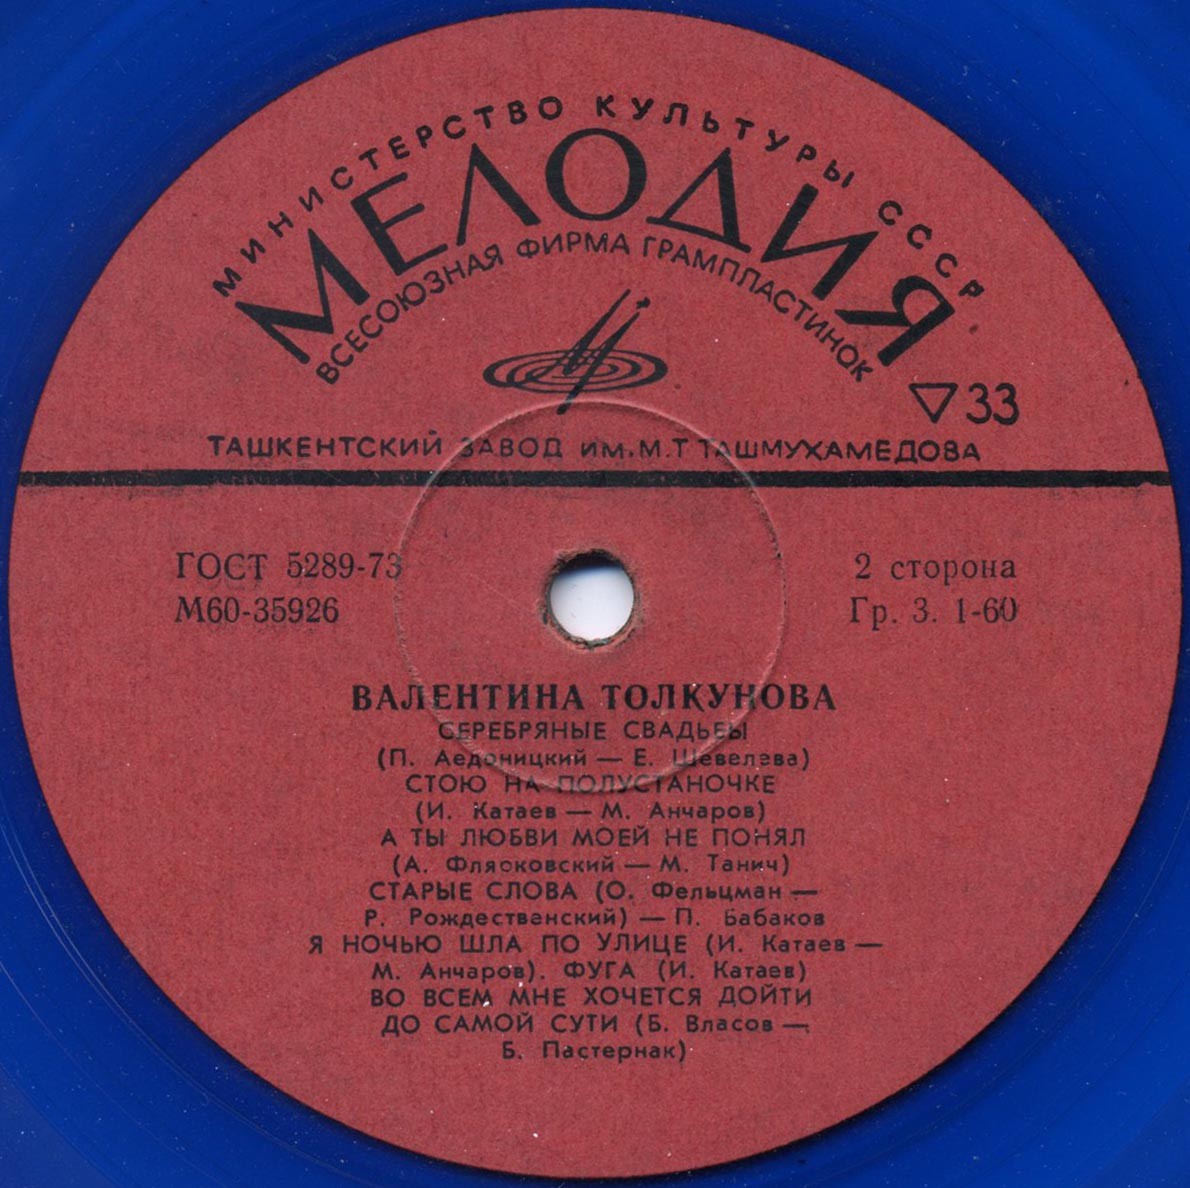 МИНИСТЕРСТВО КУЛЬТУРЫ СССР
МЕЛОДИЯ
ВСЕСОЮЗНАЯ ФИРМА ГРАМПЛАСТИНОК
33
ТАШКЕНТСКИЙ ЗАВОД им. М.Т ТАШМУХАМЕДОВА
ГОСТ 5289-73
М60-35926
2 сторона
Гр. 3. 1-60
ВАЛЕНТИНА ТОЛКУНОВА
СЕРЕБРЯНЫЕ СВАДЬБЫ
(П. Аедоницкий — Е. Шевелева)
СТОЮ НА ПОЛУСТАНОЧКЕ
(И. Катаев — М. Анчаров)
А ТЫ ЛЮБВИ МОЕЙ НЕ ПОНЯЛ
(А. Флярковский — М. Танич)
СТАРЫЕ СЛОВА (О. Фельцман —
Р. Рождественский) — П. Бабаков
Я НОЧЬЮ ШЛА ПО УЛИЦЕ (И. Катаев —
М. Анчаров). ФУГА (И. Катаев)
ВО ВСЕМ МНЕ ХОЧЕТСЯ ДОЙТИ
ДО САМОЙ СУТИ (Б. Власов —
Б. Пастернак)